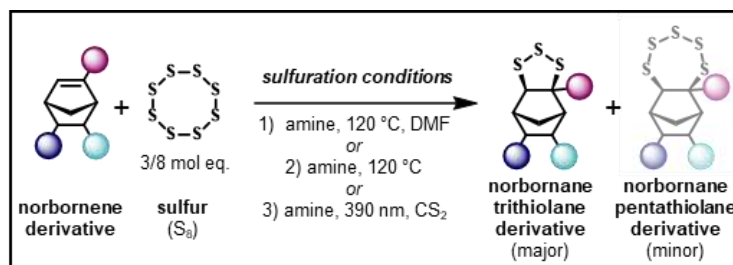 S S S
S S
S S
S
+
3/8 mol eq.
norbornene
derivative
sulfur
(S₈)
sulfuration conditions
1) amine, 120 °C, DMF
or
2) amine, 120 °C
or
3) amine, 390 nm, CS₂
S
S S
norbornane
trithiolane
derivative
(major)
+
S
S S
S S
norbornane
pentathiolane
derivative
(minor)